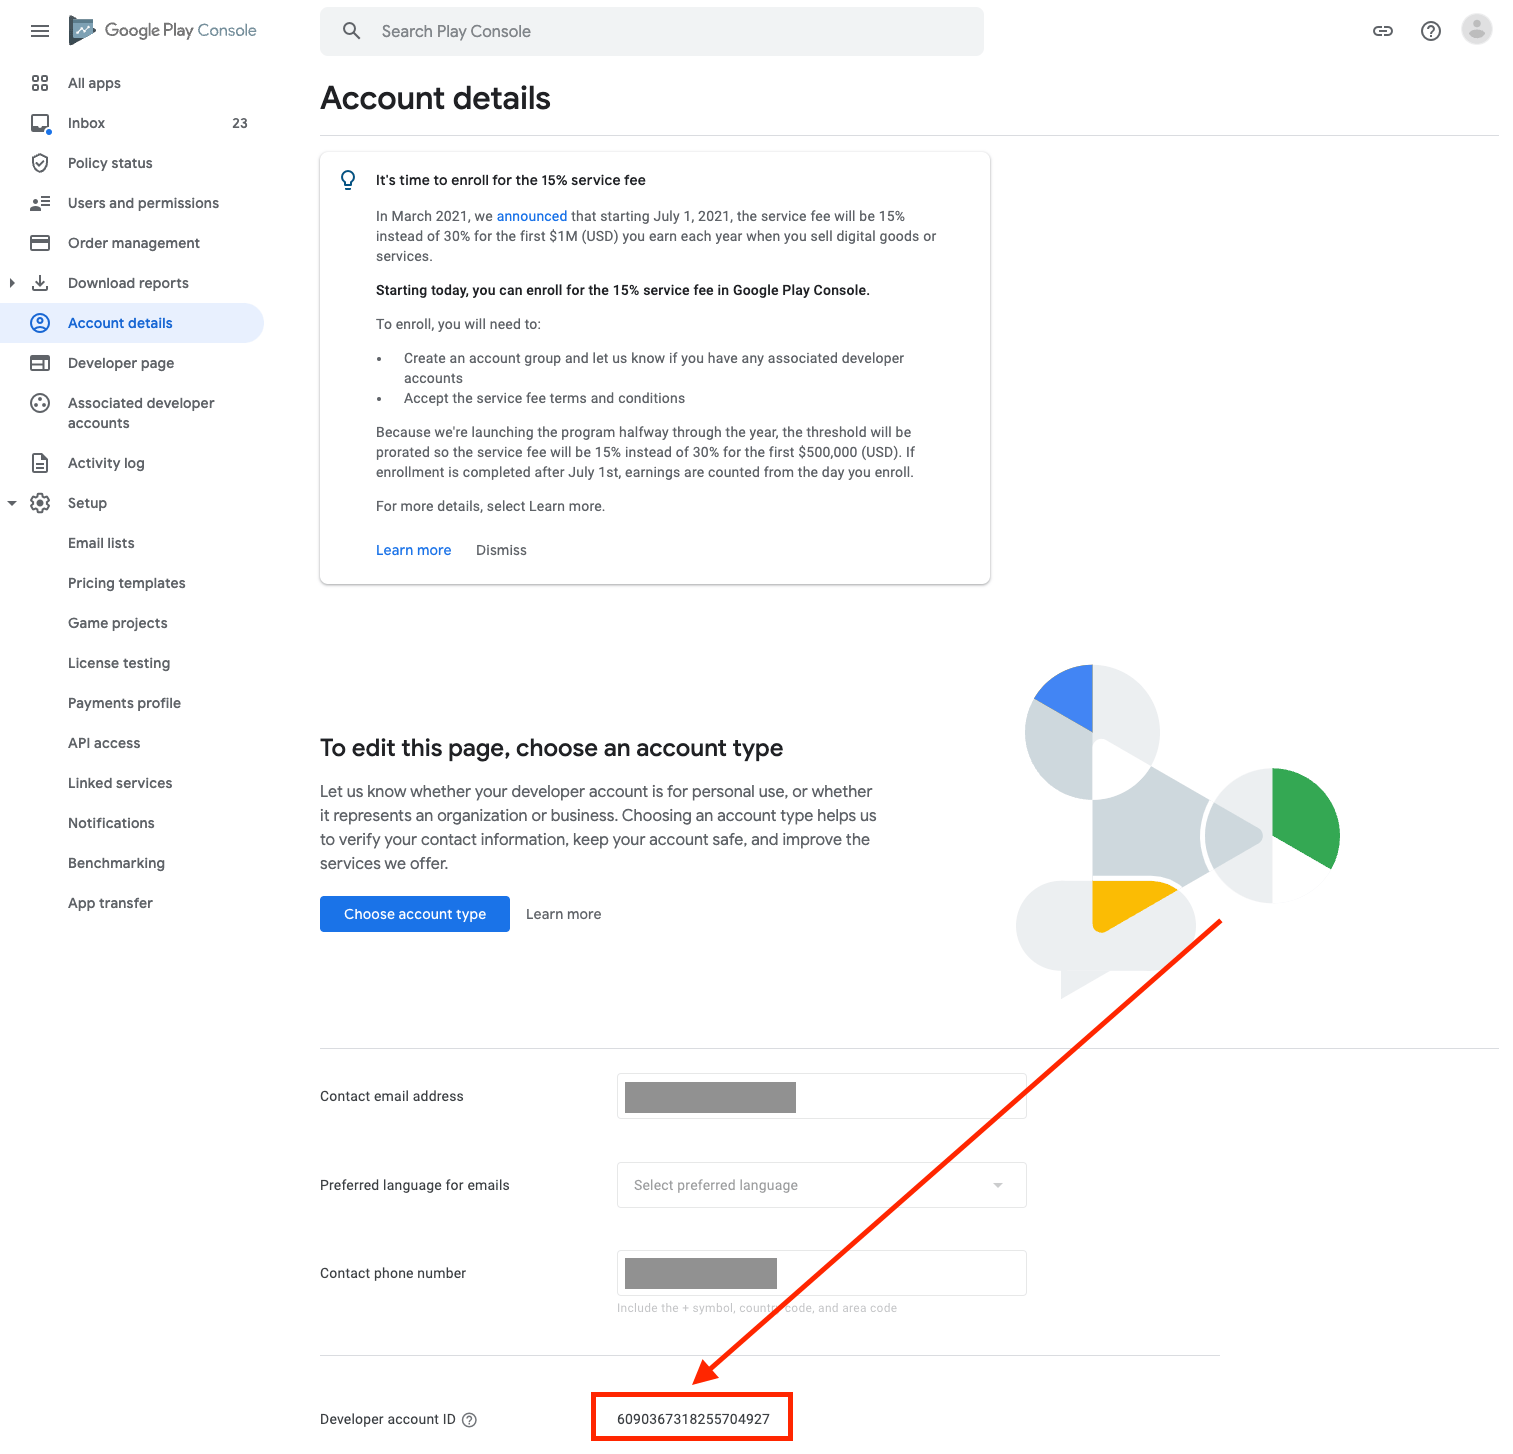 Google Play Console
Search Play Console
All apps
Inbox 23
Policy status
Users and permissions
Order management
Download reports
Account details
Developer page
Associated developer
accounts
Activity log
Setup
Email lists
Pricing templates
Game projects
License testing
Payments profile
API access
Linked services
Notifications
Benchmarking
App transfer
Account details
It's time to enroll for the 15% service fee
In March 2021, we announced that starting July 1, 2021, the service fee will be 15%
instead of 30% for the first $1M (USD) you earn each year when you sell digital goods or
services.
Starting today, you can enroll for the 15% service fee in Google Play Console.
To enroll, you will need to:
• Create an account group and let us know if you have any associated developer
accounts
• Accept the service fee terms and conditions
Because we're launching the program halfway through the year, the threshold will be
prorated so the service fee will be 15% instead of 30% for the first $500,000 (USD). If
enrollment is completed after July 1st, earnings are counted from the day you enroll.
For more details, select Learn more.
Learn more Dismiss
To edit this page, choose an account type
Let us know whether your developer account is for personal use, or whether
it represents an organization or business. Choosing an account type helps us
to verify your contact information, keep your account safe, and improve the
services we offer.
Choose account type Learn more
Contact email address
Preferred language for emails Select preferred language
Contact phone number
Include the + symbol, country code, and area code
Developer account ID 6090367318255704927